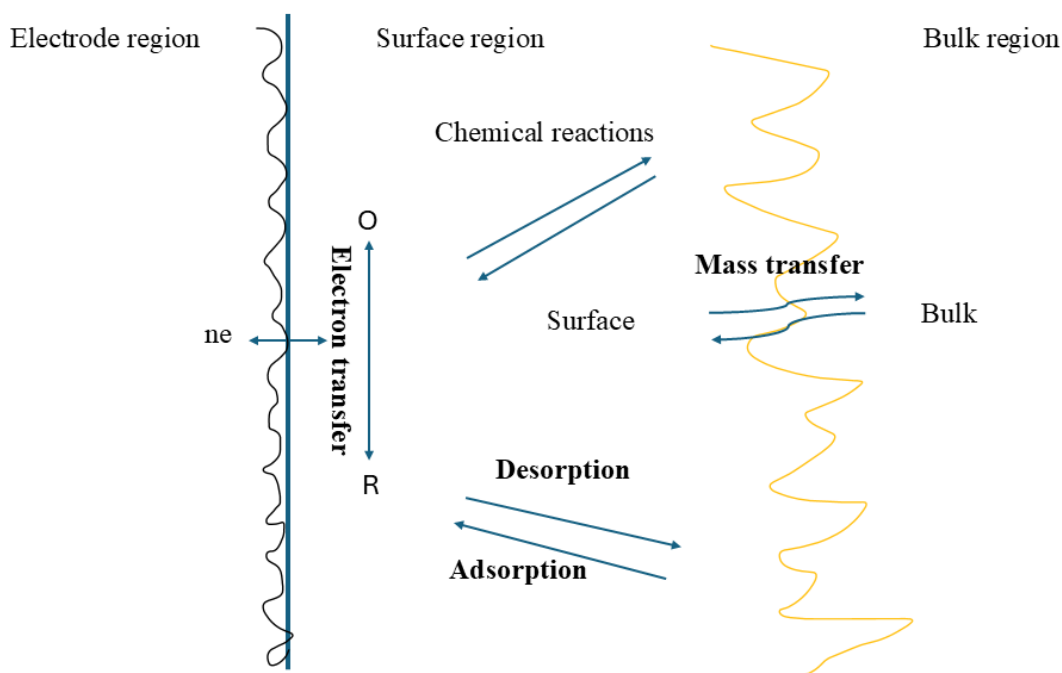 Electrode region
Surface region
Bulk region
Chemical reactions
O
Electron transfer
Mass transfer
ne
Surface
Bulk
R
Desorption
Adsorption